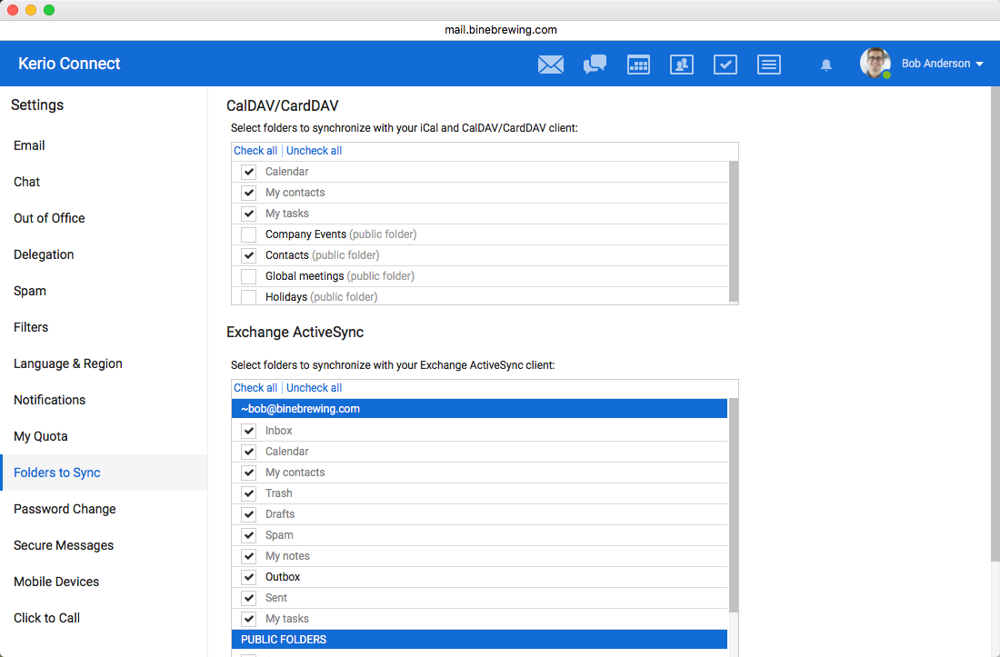 mail.binebrewing.com
Kerio Connect
Bob Anderson
Settings
Email
Chat
Out of Office
Delegation
Spam
Filters
Language & Region
Notifications
My Quota
Folders to Sync
Password Change
Secure Messages
Mobile Devices
Click to Call
CalDAV/CardDAV
Select folders to synchronize with your iCal and CalDAV/CardDAV client:
Check all | Uncheck all
Calendar
My contacts
My tasks
Company Events (public folder)
Contacts (public folder)
Global meetings (public folder)
Holidays (public folder)
Exchange ActiveSync
Select folders to synchronize with your Exchange ActiveSync client:
Check all | Uncheck all
~bob@binebrewing.com
Inbox
Calendar
My contacts
Trash
Drafts
Spam
My notes
Outbox
Sent
My tasks
PUBLIC FOLDERS